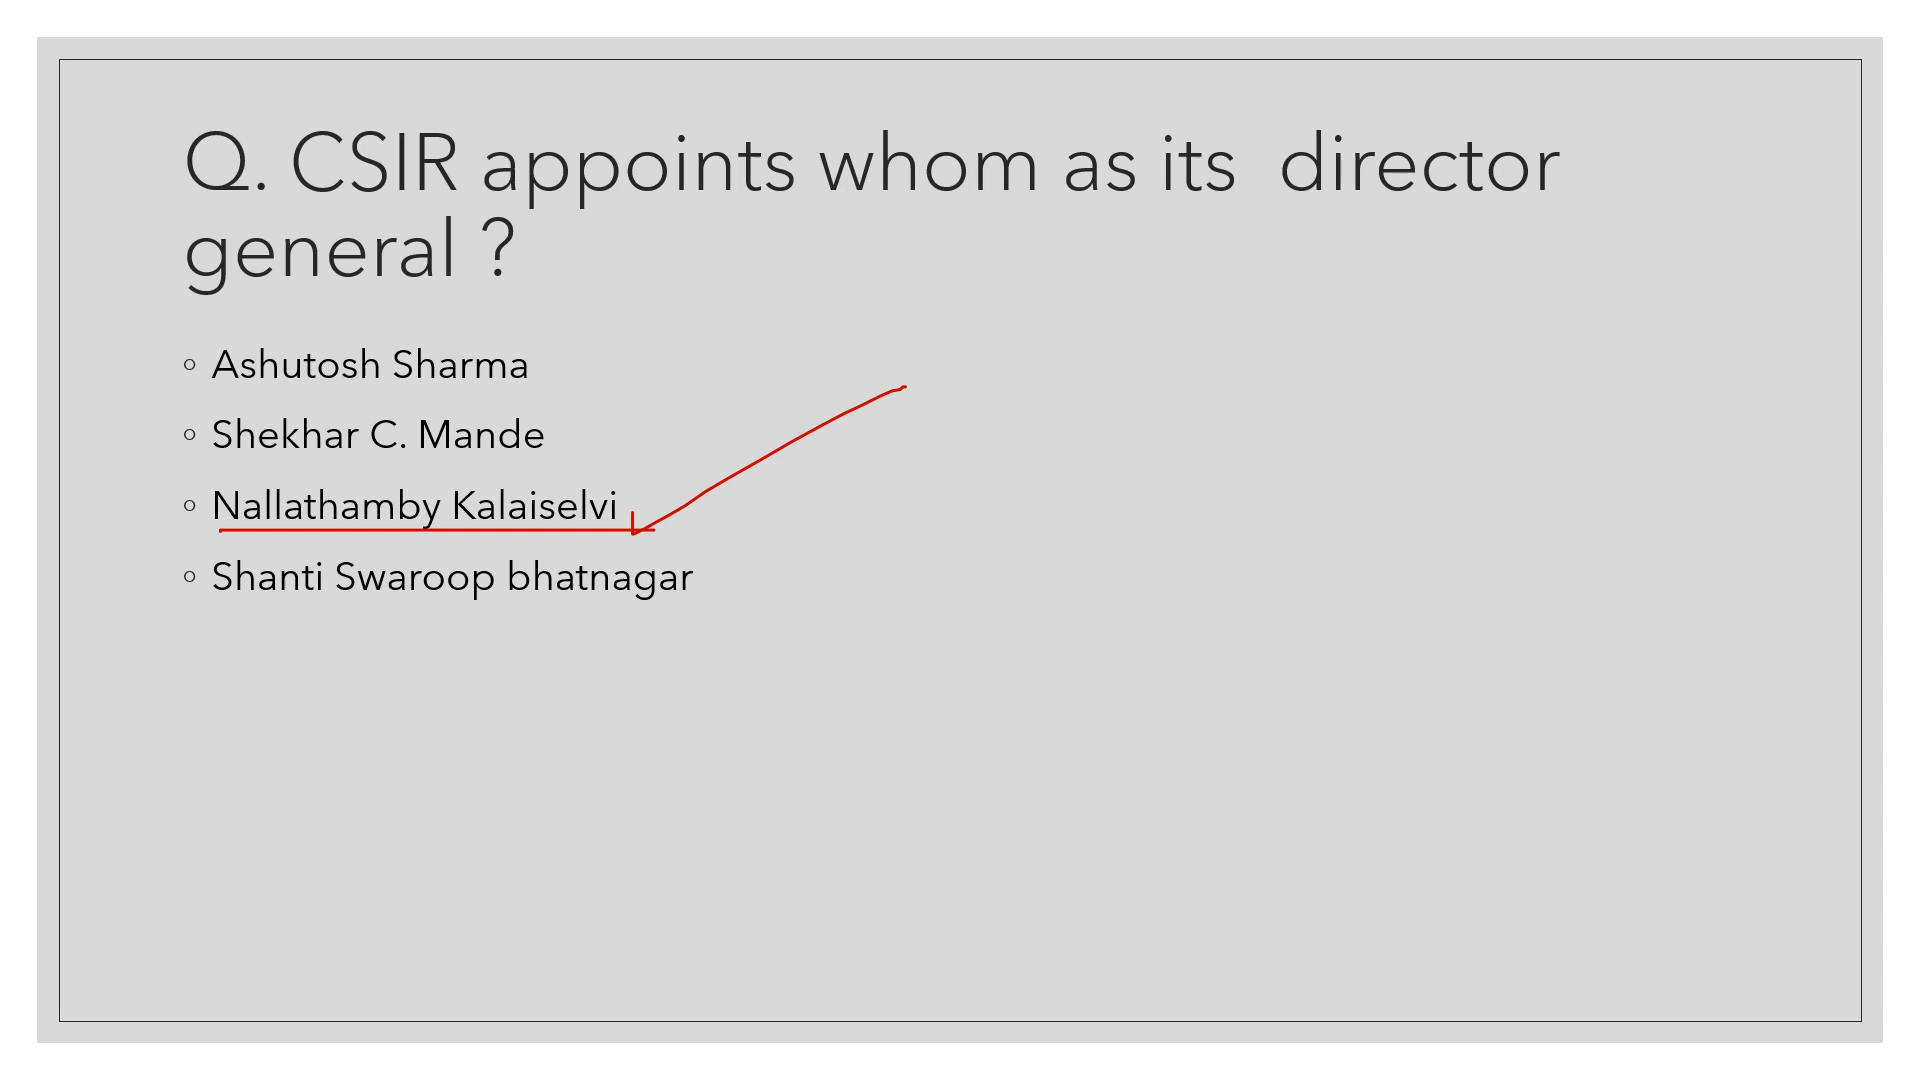 Q. CSIR appoints whom as its  director
general ?
◦ Ashutosh Sharma
◦ Shekhar C. Mande
◦ Nallathamby Kalaiselvi
◦ Shanti Swaroop bhatnagar